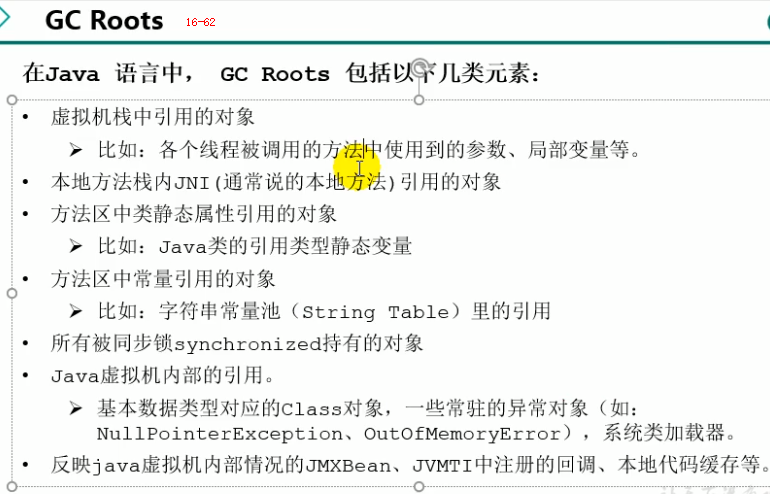 GC Roots 16-62
在Java 语言中， GC Roots 包括以下几类元素：
• 虚拟机栈中引用的对象
➤ 比如：各个线程被调用的方法中使用到的参数、局部变量等。
• 本地方法栈内JNI(通常说的本地方法)引用的对象
• 方法区中类静态属性引用的对象
➤ 比如：Java类的引用类型静态变量
• 方法区中常量引用的对象
➤ 比如：字符串常量池（String Table）里的引用
• 所有被同步锁synchronized持有的对象
• Java虚拟机内部的引用。
➤ 基本数据类型对应的Class对象，一些常驻的异常对象（如：
NullPointerException、OutOfMemoryError），系统类加载器。
• 反映java虚拟机内部情况的JMXBean、JVMTI中注册的回调、本地代码缓存等。